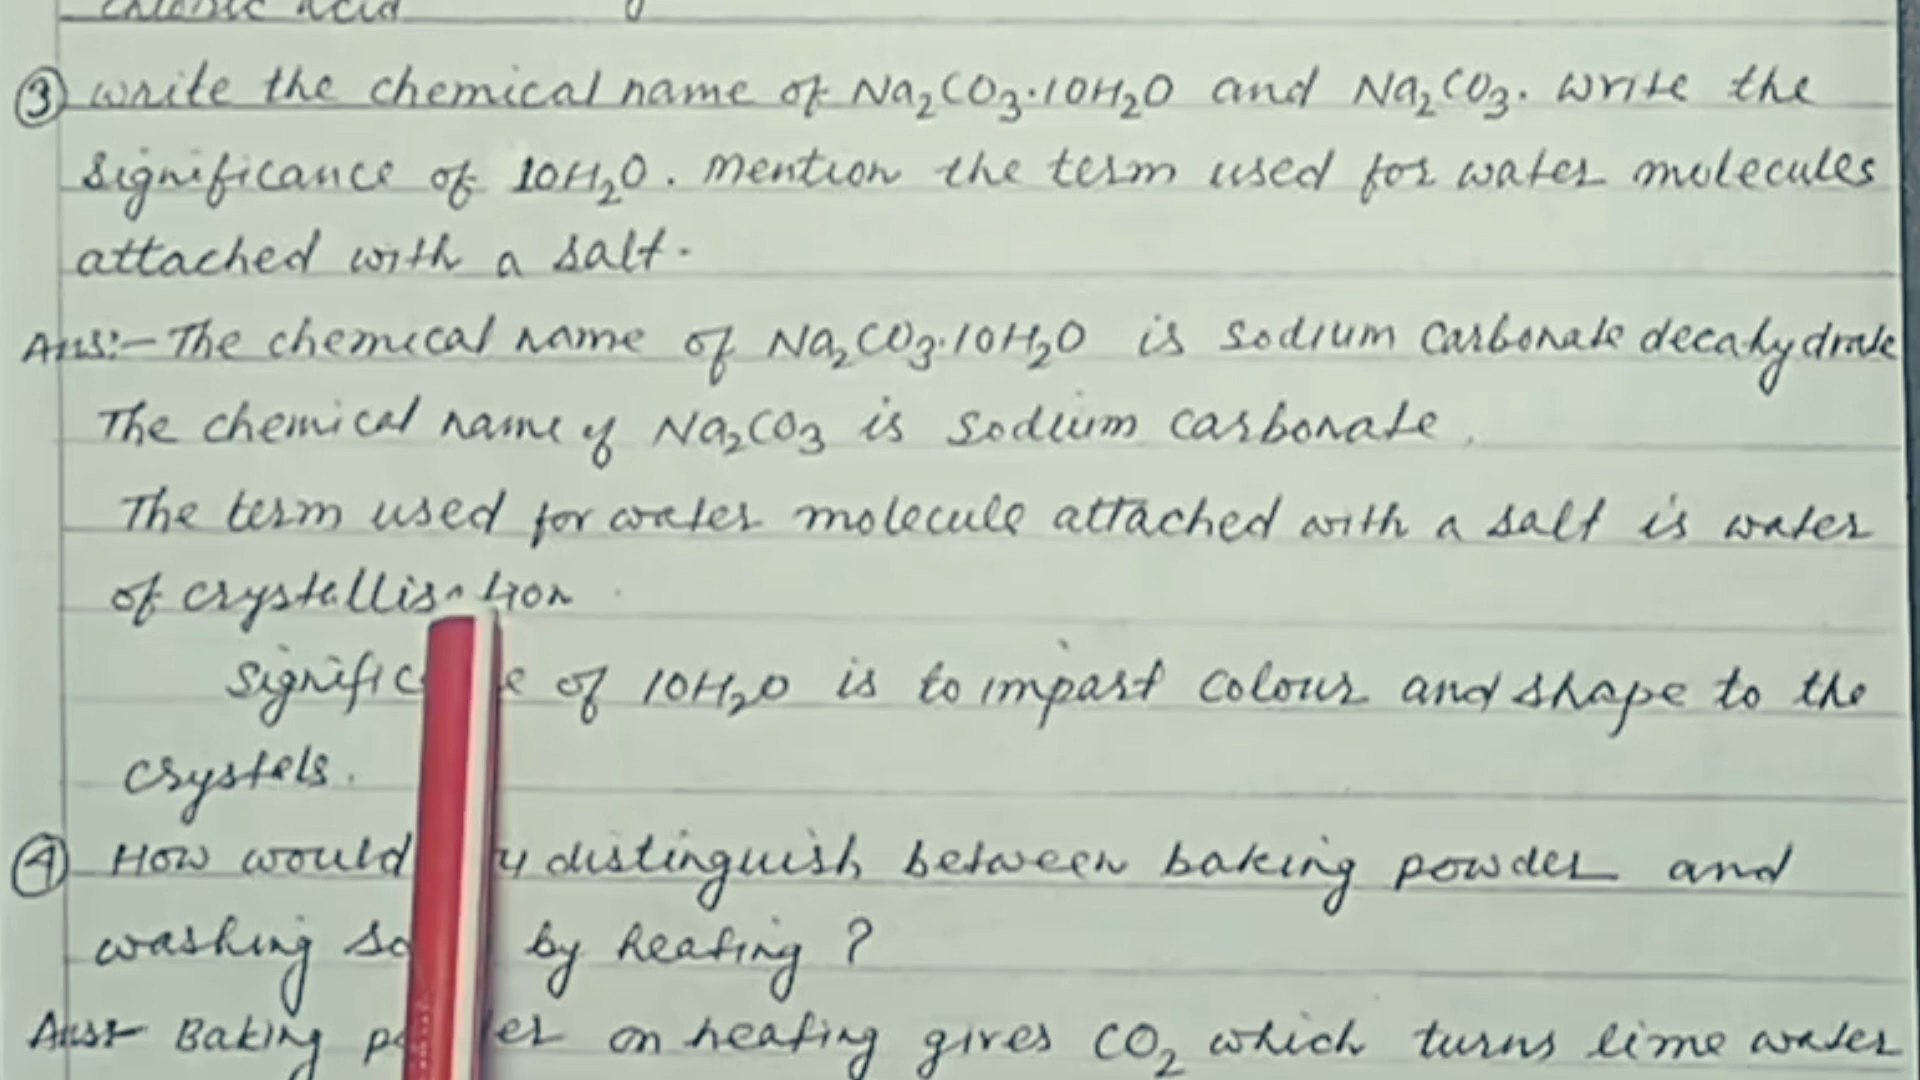 ③ write the chemical name of Na₂CO₃·10H₂O and Na₂CO₃. write the
significance of 10H₂O. mention the term used for water molecules
attached with a salt.
Ans:- The chemical name of Na₂CO₃·10H₂O is sodium carbonate decahydrate
The chemical name of Na₂CO₃ is sodium carbonate.
The term used for water molecule attached with a salt is water
of crystallisation
of 10H₂O is to impart colour and shape to the
crystels.
④ How would distinguish between baking powder and
washing by heating ?
Ans:- Baking on heating gives CO₂ which turns lime water